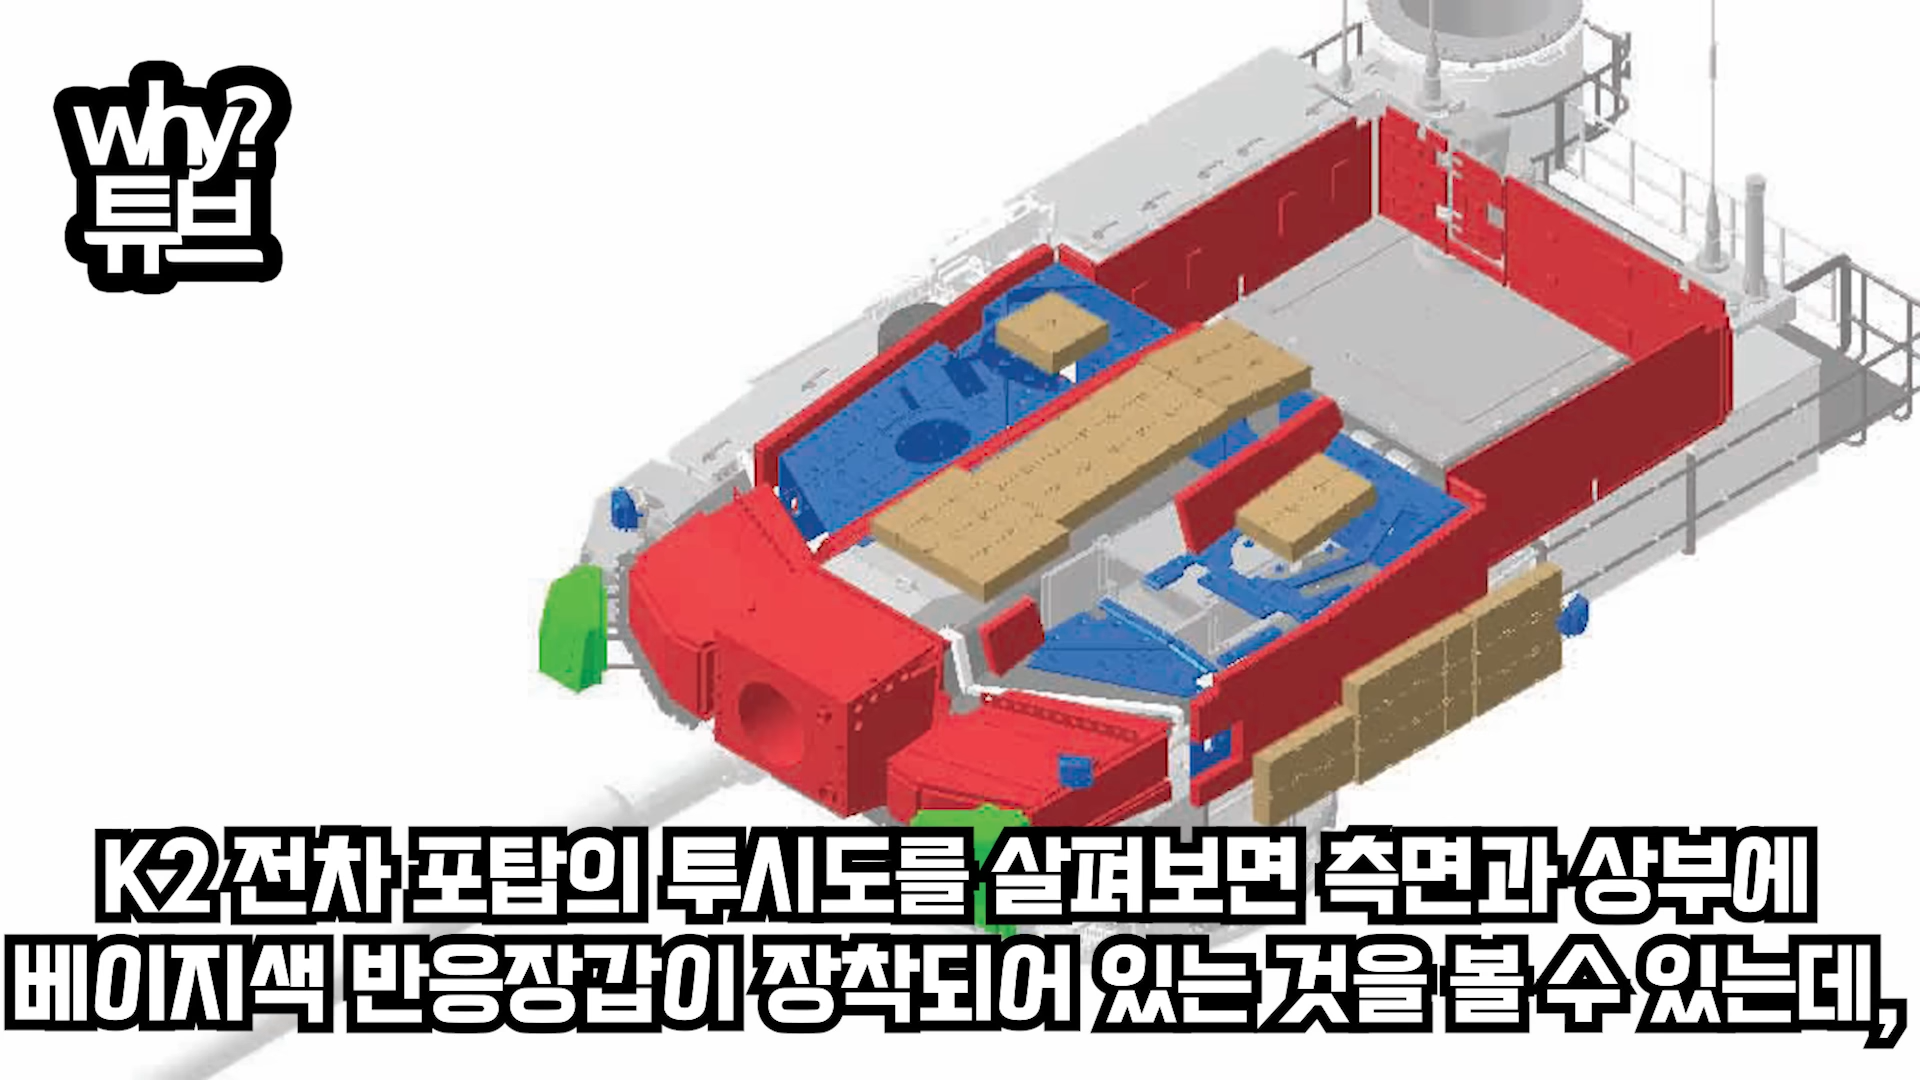 why?
튜브
K2 전차 포탑의 투시도를 살펴보면 측면과 상부에
베이지색 반응장갑이 장착되어 있는 것을 볼 수 있는데,